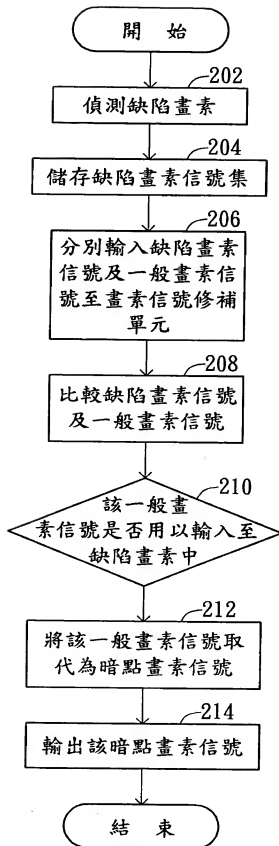 開始
202
偵測缺陷畫素
204
儲存缺陷畫素信號集
206
分別輸入缺陷畫素
信號及一般畫素信
號至畫素信號修補
單元
208
比較缺陷畫素信號
及一般畫素信號
210
該一般畫
素信號是否用以輸入至
缺陷畫素中
212
將該一般畫素信號取
代為暗點畫素信號
214
輸出該暗點畫素信號
結束